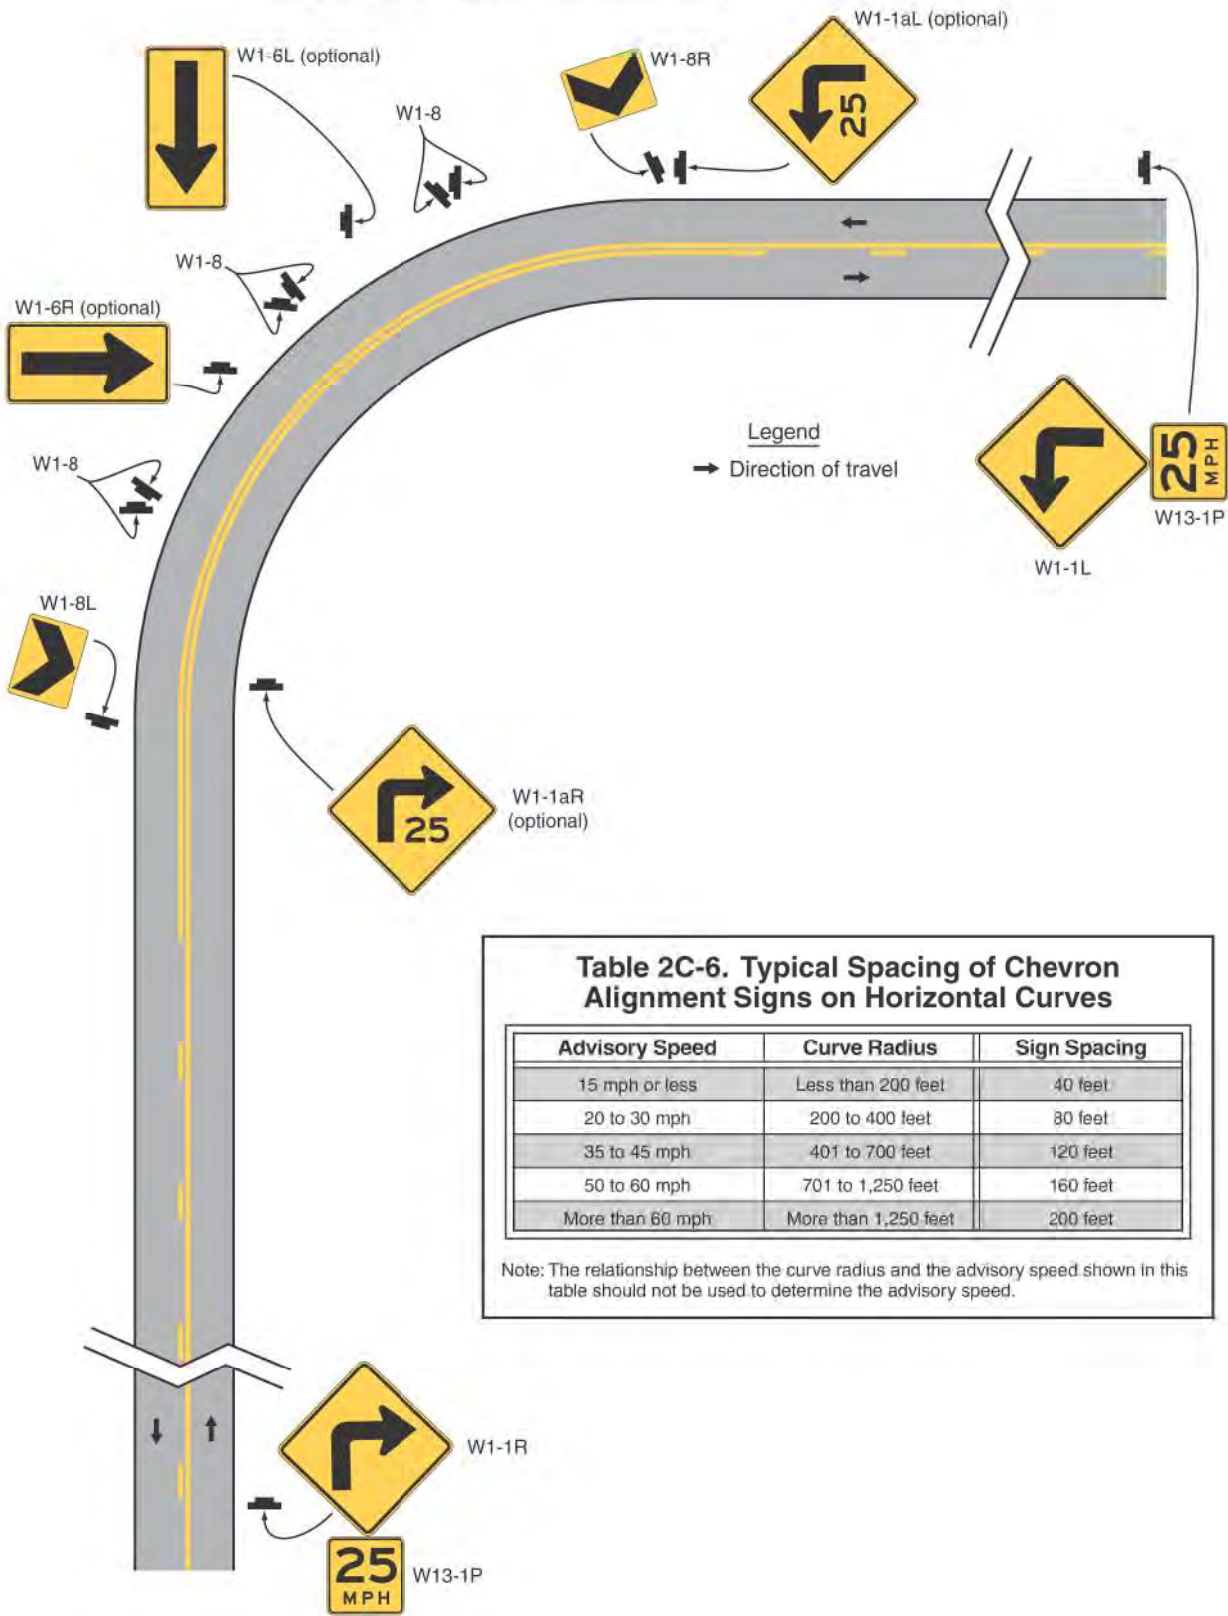 W1-1aL (optional)
W1-6L (optional)
W1-8R
25
W1-8
W1-8
W1-6R (optional)
Legend
Direction of travel
W1-8
25
MPH
W13-1P
W1-1L
W1-8L
W1-1aR
(optional)
25
Table 2C-6. Typical Spacing of Chevron
Alignment Signs on Horizontal Curves
Advisory Speed Curve Radius Sign Spacing
15 mph or less Less than 200 feet 40 feet
20 to 30 mph 200 to 400 feet 80 feet
35 to 45 mph 401 to 700 feet 120 feet
50 to 60 mph 701 to 1,250 feet 160 feet
More than 60 mph More than 1,250 feet 200 feet
Note: The relationship between the curve radius and the advisory speed shown in this
table should not be used to determine the advisory speed.
W1-1R
25
MPH
W13-1P